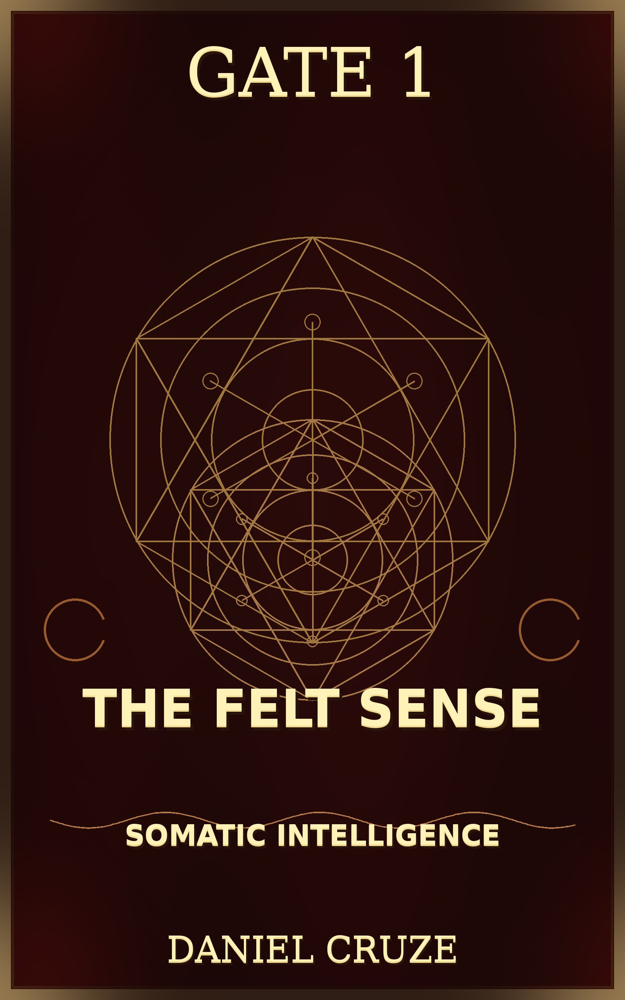 GATE 1
THE FELT SENSE
SOMATIC INTELLIGENCE
DANIEL CRUZE